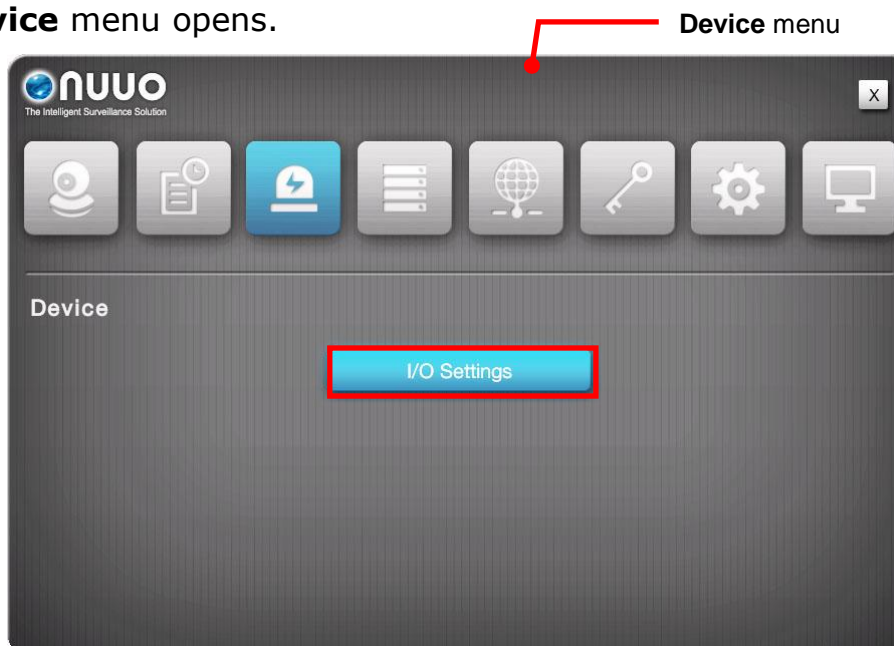 vice menu opens.
Device menu
nuuo
The Intelligent Surveillance Solution
X
Device
I/O Settings